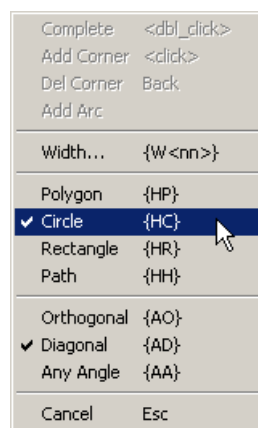 Complete <dbl_click>
Add Corner <click>
Del Corner Back
Add Arc
Width... {W<nn>}
Polygon {HP}
Circle {HC}
Rectangle {HR}
Path {HH}
Orthogonal {AO}
Diagonal {AD}
Any Angle {AA}
Cancel Esc